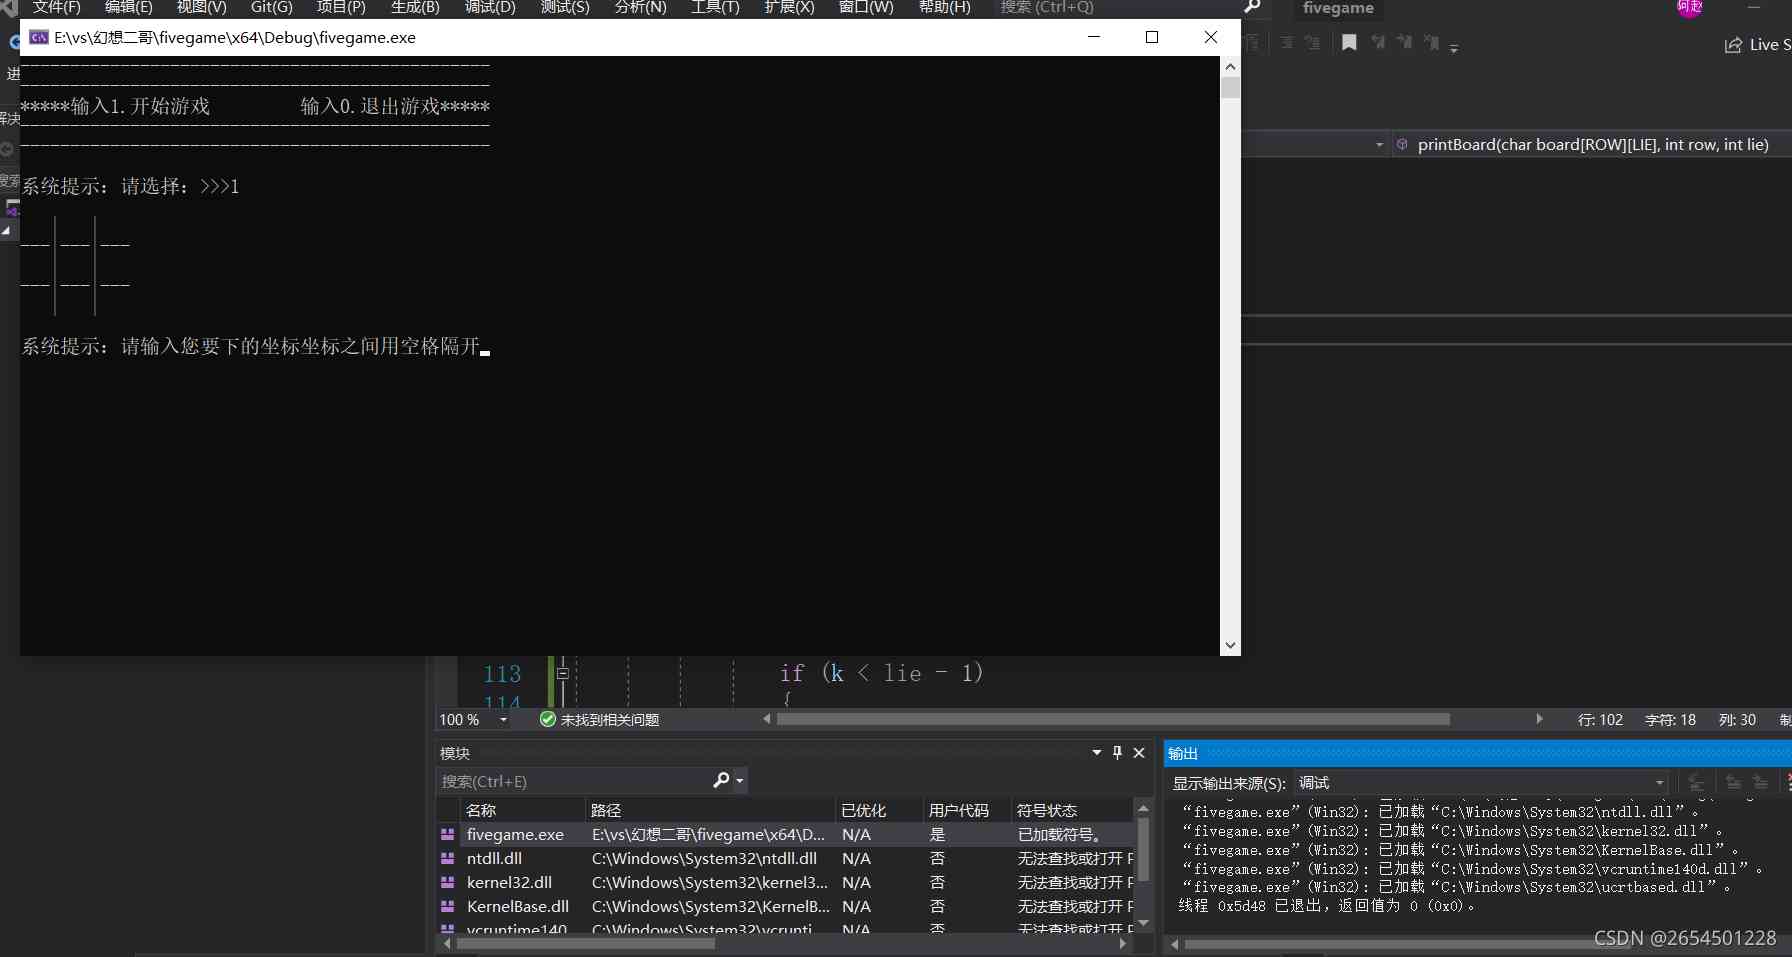 文件(F) 编辑(E) 视图(V) Git(G) 项目(P) 生成(B) 调试(D) 测试(S) 分析(N) 工具(T) 扩展(X) 窗口(W) 帮助(H) 搜索 (Ctrl+Q) fivegame 阿赵
E:\vs\幻想二哥\fivegame\x64\Debug\fivegame.exe
Live S
进
*****输入1.开始游戏 输入0.退出游戏*****
解决
printBoard(char board[ROW][LIE], int row, int lie)
搜索
系统提示：请选择：>>>1
___|___|___
___|___|___
系统提示：请输入您要下的坐标坐标之间用空格隔开
113 if (k < lie - 1)
114 {
100 % 未找到相关问题 行: 102 字符: 18 列: 30 制
模块
搜索(Ctrl+E)
名称 路径 已优化 用户代码 符号状态
fivegame.exe E:\vs\幻想二哥\fivegame\x64\D... N/A 是 已加载符号。
ntdll.dll C:\Windows\System32\ntdll.dll N/A 否 无法查找或打开 P
kernel32.dll C:\Windows\System32\kernel3... N/A 否 无法查找或打开 P
KernelBase.dll C:\Windows\System32\KernelB... N/A 否 无法查找或打开 P
vcruntime140 C:\Windows\System32\vcrunti N/A 否 无法查找或打开 P
输出
显示输出来源(S): 调试
“fivegame.exe”(Win32): 已加载“C:\Windows\System32\ntdll.dll”。
“fivegame.exe”(Win32): 已加载“C:\Windows\System32\kernel32.dll”。
“fivegame.exe”(Win32): 已加载“C:\Windows\System32\KernelBase.dll”。
“fivegame.exe”(Win32): 已加载“C:\Windows\System32\vcruntime140d.dll”。
“fivegame.exe”(Win32): 已加载“C:\Windows\System32\ucrtbased.dll”。
线程 0x5d48 已退出，返回值为 0 (0x0)。
CSDN @2654501228